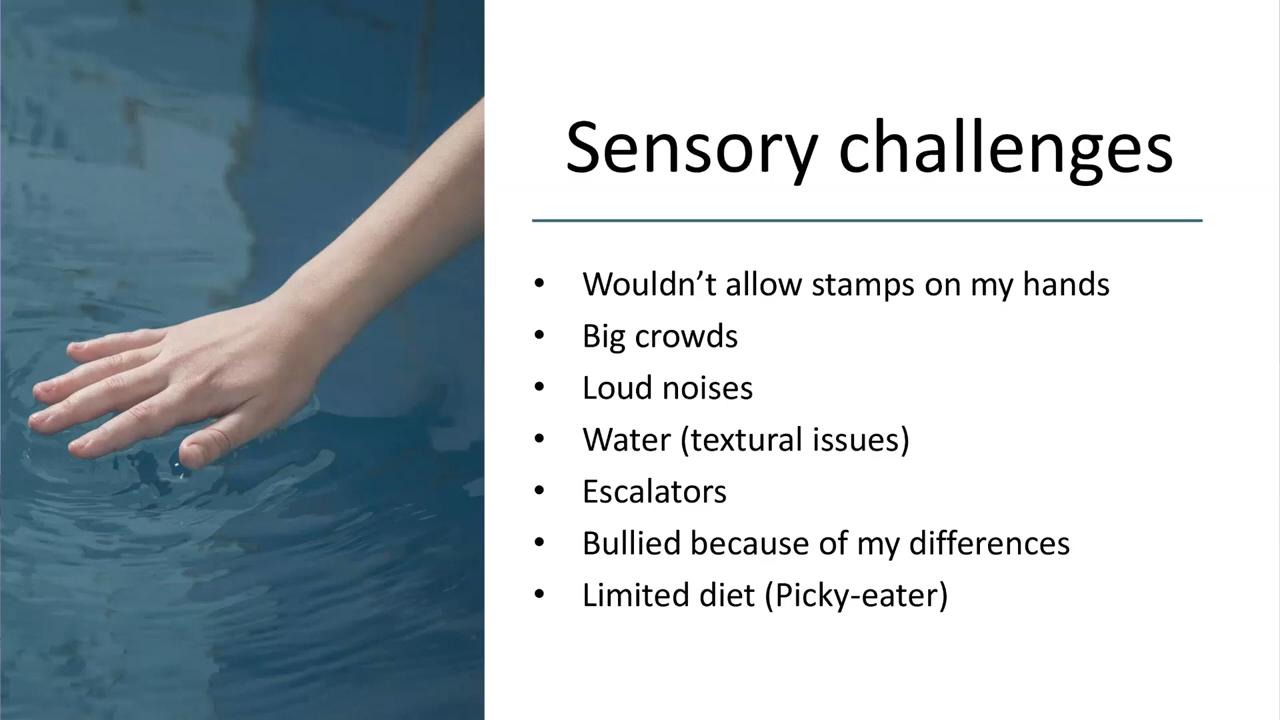 Sensory challenges
• Wouldn’t allow stamps on my hands
• Big crowds
• Loud noises
• Water (textural issues)
• Escalators
• Bullied because of my differences
• Limited diet (Picky-eater)